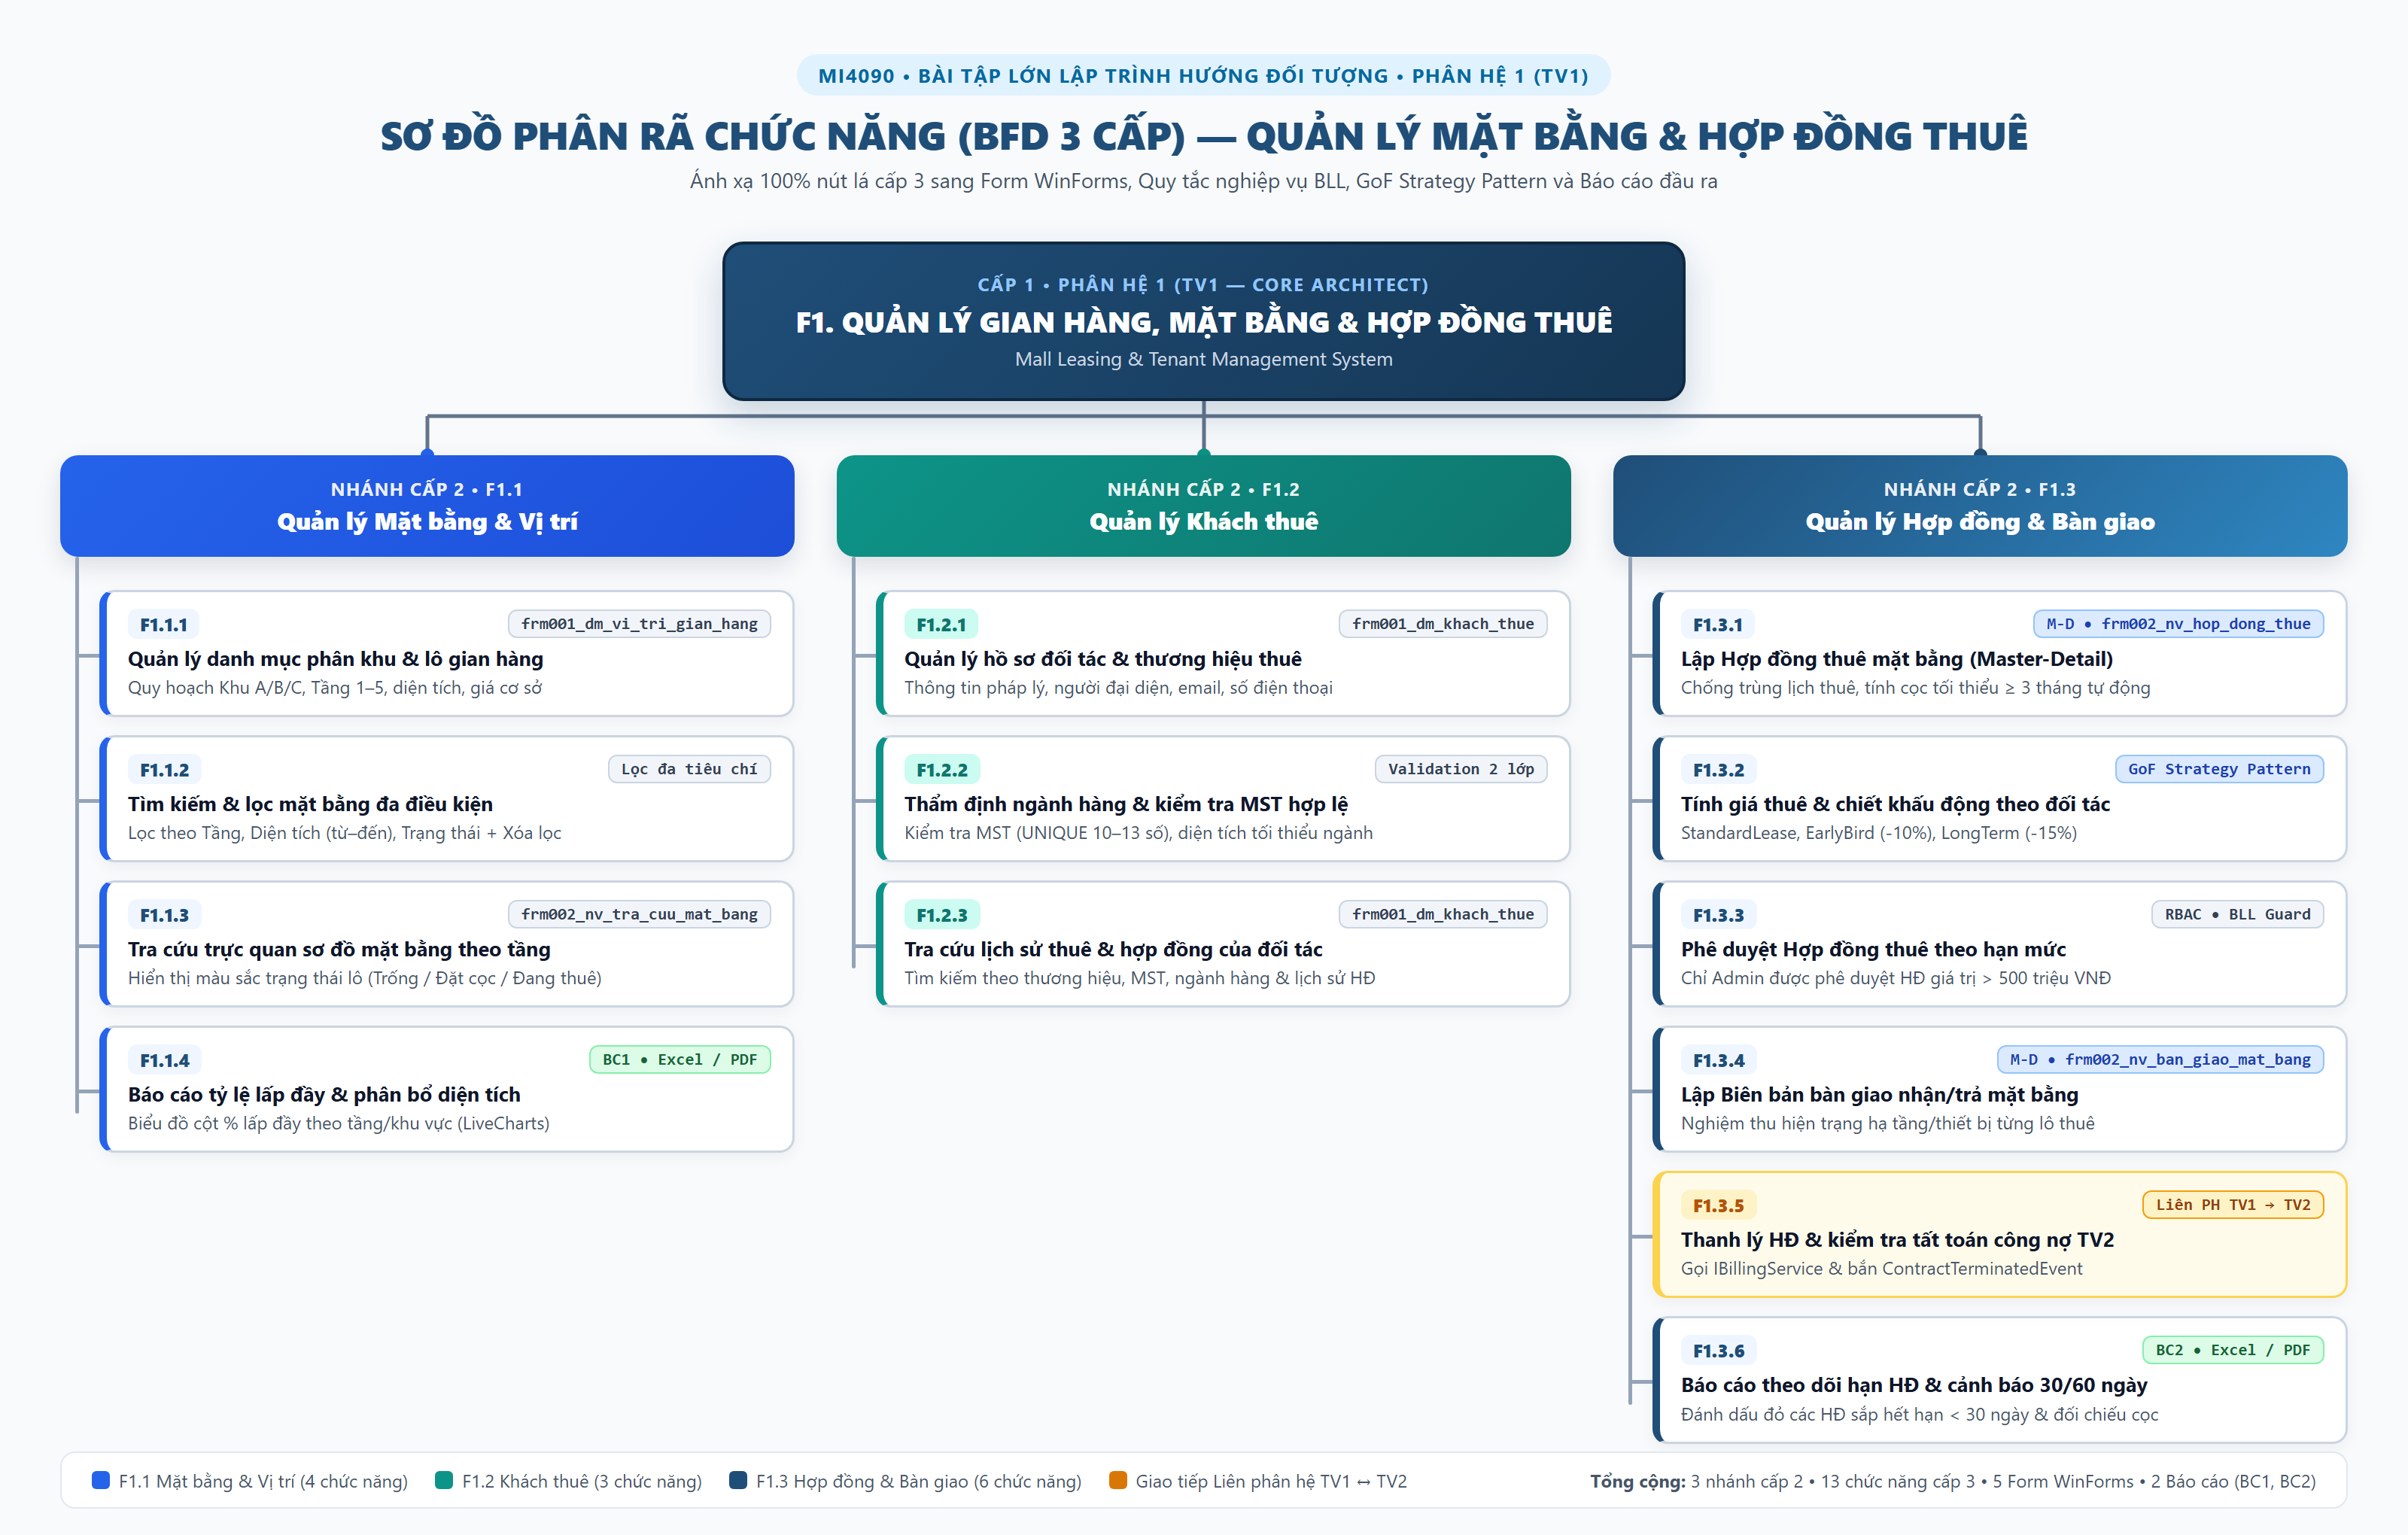 MI4090 • BÀI TẬP LỚN LẬP TRÌNH HƯỚNG ĐỐI TƯỢNG • PHÂN HỆ 1 (TV1)
SƠ ĐỒ PHÂN RÃ CHỨC NĂNG (BFD 3 CẤP) — QUẢN LÝ MẶT BẰNG & HỢP ĐỒNG THUÊ
Ánh xạ 100% nút lá cấp 3 sang Form WinForms, Quy tắc nghiệp vụ BLL, GoF Strategy Pattern và Báo cáo đầu ra
CẤP 1 • PHÂN HỆ 1 (TV1 — CORE ARCHITECT)
F1. QUẢN LÝ GIAN HÀNG, MẶT BẰNG & HỢP ĐỒNG THUÊ
Mall Leasing & Tenant Management System
NHÁNH CẤP 2 • F1.1
Quản lý Mặt bằng & Vị trí
F1.1.1
frm001_dm_vi_tri_gian_hang
Quản lý danh mục phân khu & lô gian hàng
Quy hoạch Khu A/B/C, Tầng 1–5, diện tích, giá cơ sở
F1.1.2
Lọc đa tiêu chí
Tìm kiếm & lọc mặt bằng đa điều kiện
Lọc theo Tầng, Diện tích (từ–đến), Trạng thái + Xóa lọc
F1.1.3
frm002_nv_tra_cuu_mat_bang
Tra cứu trực quan sơ đồ mặt bằng theo tầng
Hiển thị màu sắc trạng thái lô (Trống / Đặt cọc / Đang thuê)
F1.1.4
BC1 • Excel / PDF
Báo cáo tỷ lệ lấp đầy & phân bổ diện tích
Biểu đồ cột % lấp đầy theo tầng/khu vực (LiveCharts)
NHÁNH CẤP 2 • F1.2
Quản lý Khách thuê
F1.2.1
frm001_dm_khach_thue
Quản lý hồ sơ đối tác & thương hiệu thuê
Thông tin pháp lý, người đại diện, email, số điện thoại
F1.2.2
Validation 2 lớp
Thẩm định ngành hàng & kiểm tra MST hợp lệ
Kiểm tra MST (UNIQUE 10–13 số), diện tích tối thiểu ngành
F1.2.3
frm001_dm_khach_thue
Tra cứu lịch sử thuê & hợp đồng của đối tác
Tìm kiếm theo thương hiệu, MST, ngành hàng & lịch sử HĐ
NHÁNH CẤP 2 • F1.3
Quản lý Hợp đồng & Bàn giao
F1.3.1
M-D • frm002_nv_hop_dong_thue
Lập Hợp đồng thuê mặt bằng (Master-Detail)
Chống trùng lịch thuê, tính cọc tối thiểu ≥ 3 tháng tự động
F1.3.2
GoF Strategy Pattern
Tính giá thuê & chiết khấu động theo đối tác
StandardLease, EarlyBird (-10%), LongTerm (-15%)
F1.3.3
RBAC • BLL Guard
Phê duyệt Hợp đồng thuê theo hạn mức
Chỉ Admin được phê duyệt HĐ giá trị > 500 triệu VNĐ
F1.3.4
M-D • frm002_nv_ban_giao_mat_bang
Lập Biên bản bàn giao nhận/trả mặt bằng
Nghiệm thu hiện trạng hạ tầng/thiết bị từng lô thuê
F1.3.5
Liên PH TV1 → TV2
Thanh lý HĐ & kiểm tra tất toán công nợ TV2
Gọi IBillingService & bắn ContractTerminatedEvent
F1.3.6
BC2 • Excel / PDF
Báo cáo theo dõi hạn HĐ & cảnh báo 30/60 ngày
Đánh dấu đỏ các HĐ sắp hết hạn < 30 ngày & đối chiếu cọc
F1.1 Mặt bằng & Vị trí (4 chức năng)
F1.2 Khách thuê (3 chức năng)
F1.3 Hợp đồng & Bàn giao (6 chức năng)
Giao tiếp Liên phân hệ TV1 ↔ TV2
Tổng cộng: 3 nhánh cấp 2 • 13 chức năng cấp 3 • 5 Form WinForms • 2 Báo cáo (BC1, BC2)